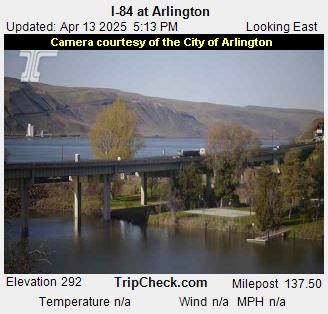 I-84 at Arlington
Updated: Apr 13 2025 5:13 PM Looking East
Camera courtesy of the City of Arlington
Elevation 292 TripCheck.com Milepost 137.50
Temperature n/a Wind n/a MPH n/a